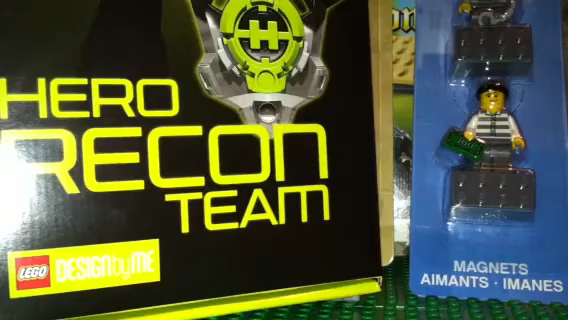 H
HERO
RECON
TEAM
LEGO DESIGNbyME
MAGNETS
AIMANTS · IMANES